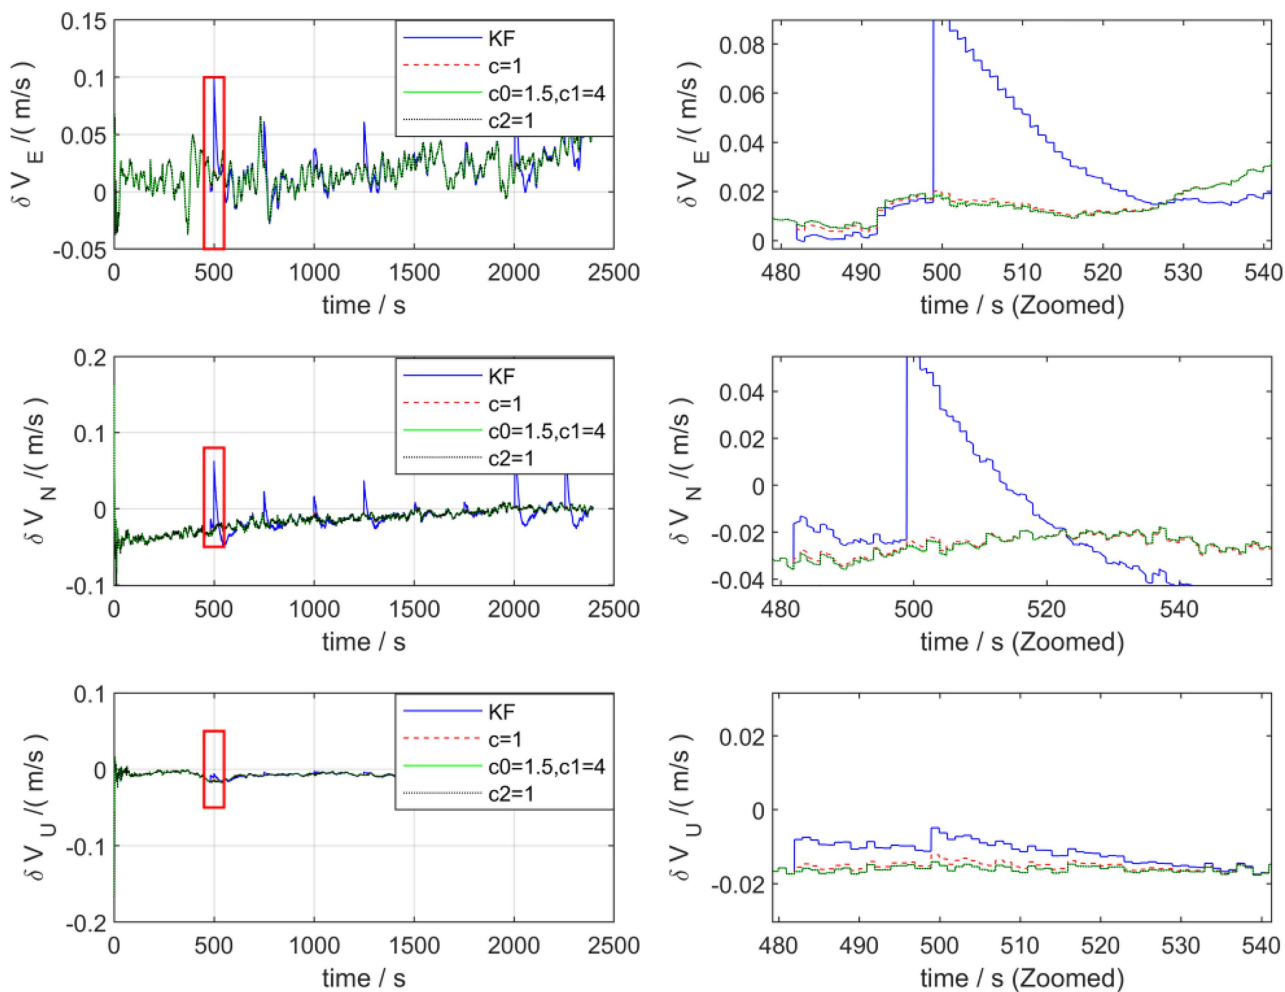 0.15
0.1
0.05
0
-0.05
δ V_E /( m/s )
KF
c=1
c0=1.5,c1=4
c2=1
0 500 1000 1500 2000 2500
time / s
0.08
0.06
0.04
0.02
0
δ V_E /( m/s )
480 490 500 510 520 530 540
time / s (Zoomed)
0.2
0.1
0
-0.1
δ V_N /( m/s )
KF
c=1
c0=1.5,c1=4
c2=1
0 500 1000 1500 2000 2500
time / s
0.04
0.02
0
-0.02
-0.04
δ V_N /( m/s )
480 500 520 540
time / s (Zoomed)
0.1
0
-0.1
-0.2
δ V_U /( m/s )
KF
c=1
c0=1.5,c1=4
c2=1
0 500 1000 1500 2000 2500
time / s
0.02
0
-0.02
δ V_U /( m/s )
480 490 500 510 520 530 540
time / s (Zoomed)